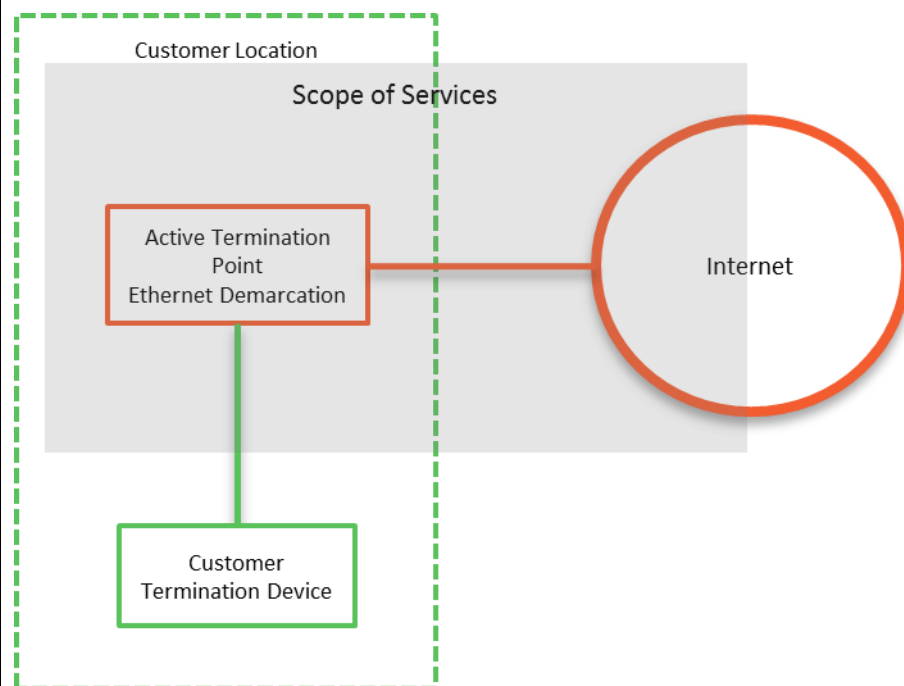 Customer Location
Scope of Services
Active Termination
Point
Ethernet Demarcation
Internet
Customer
Termination Device